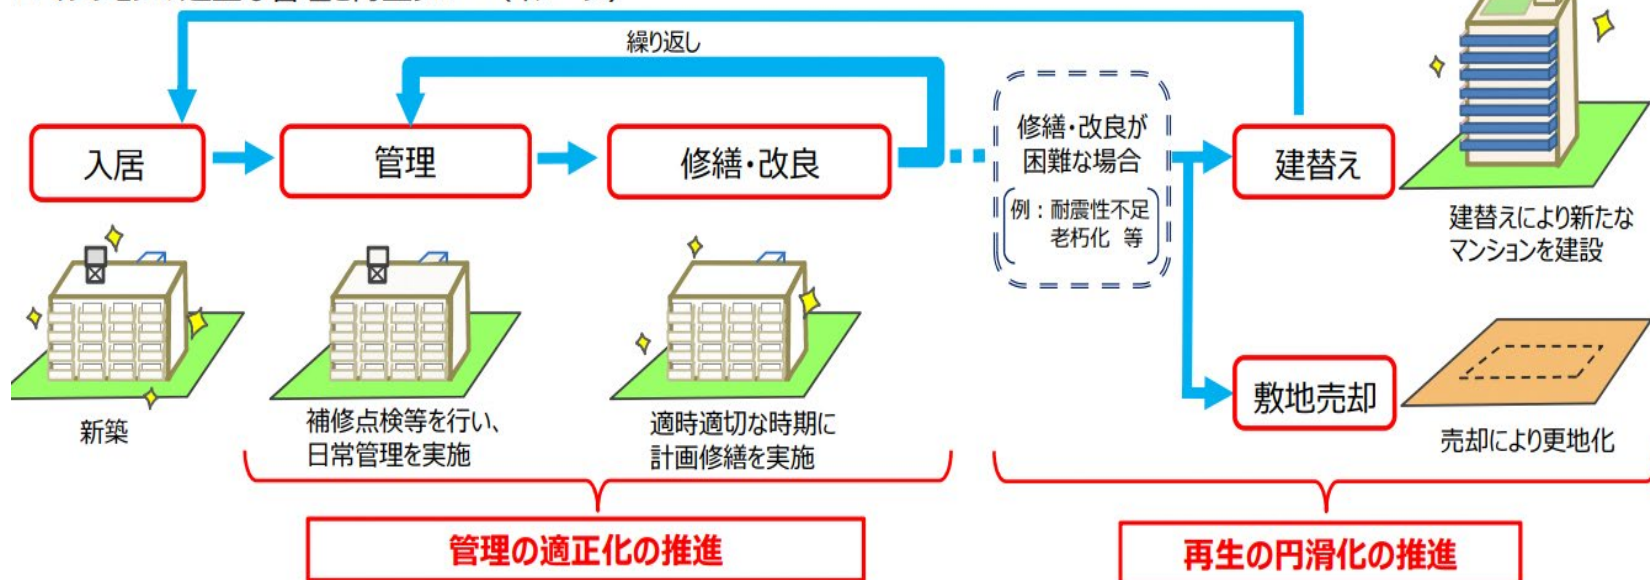 繰り返し
入居
管理
修繕・改良
修繕・改良が
困難な場合
例：耐震性不足
老朽化 等
建替え
建替えにより新たな
マンションを建設
敷地売却
売却により更地化
新築
補修点検等を行い、
日常管理を実施
適時適切な時期に
計画修繕を実施
管理の適正化の推進
再生の円滑化の推進